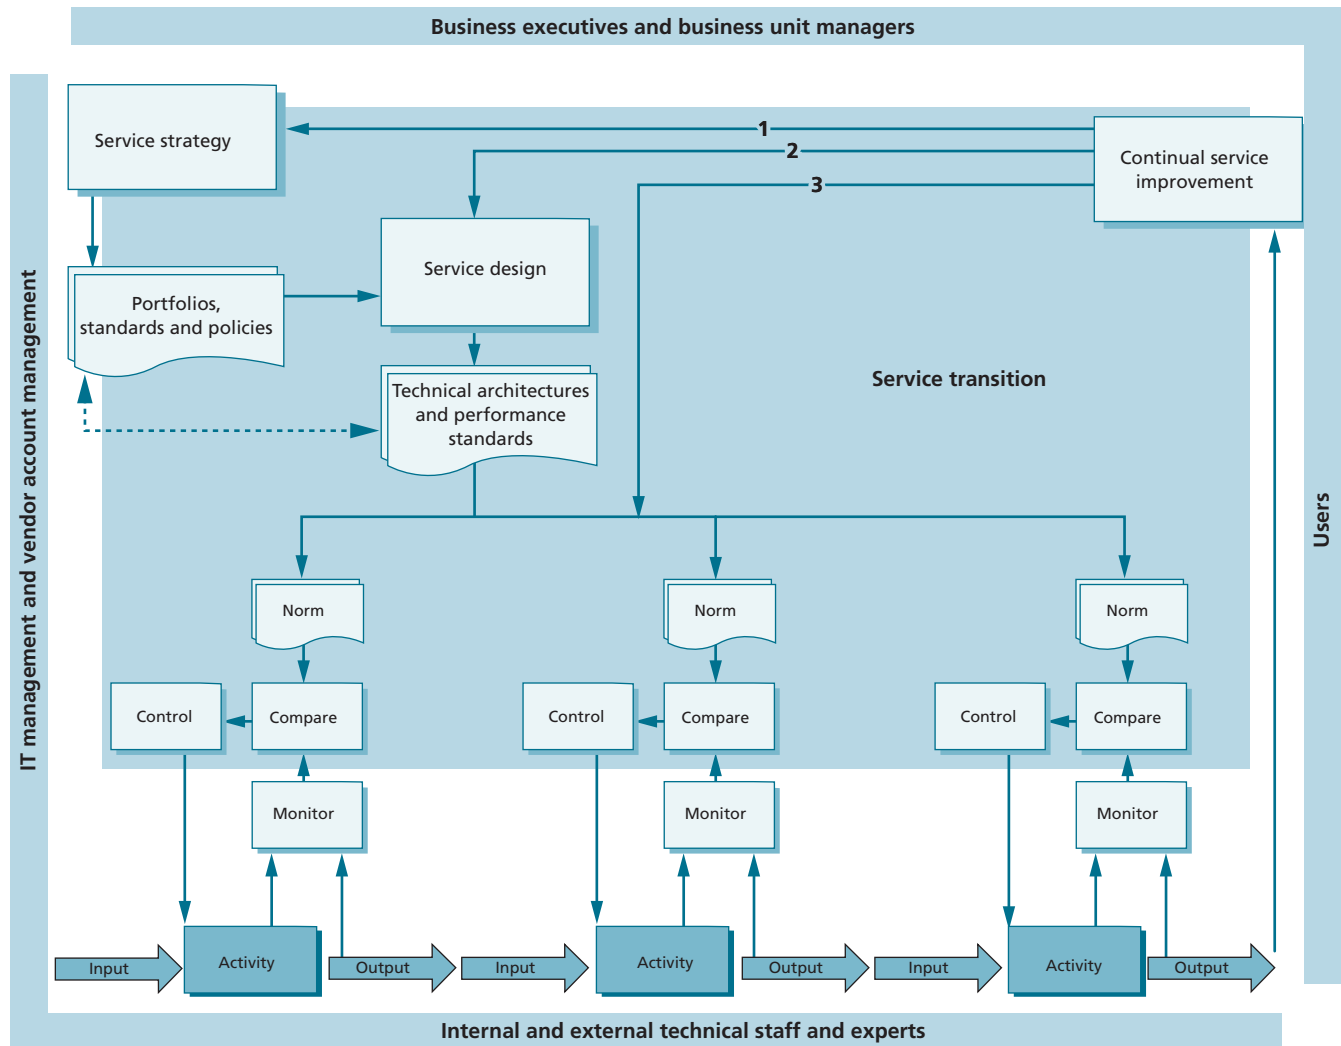 Business executives and business unit managers
Service strategy
1
2
3
Continual service
improvement
Service design
Portfolios,
standards and policies
Technical architectures
and performance
standards
Service transition
IT management and vendor account management
Users
Norm
Norm
Norm
Control
Compare
Control
Compare
Control
Compare
Monitor
Monitor
Monitor
Input
Activity
Output
Input
Activity
Output
Input
Activity
Output
Internal and external technical staff and experts